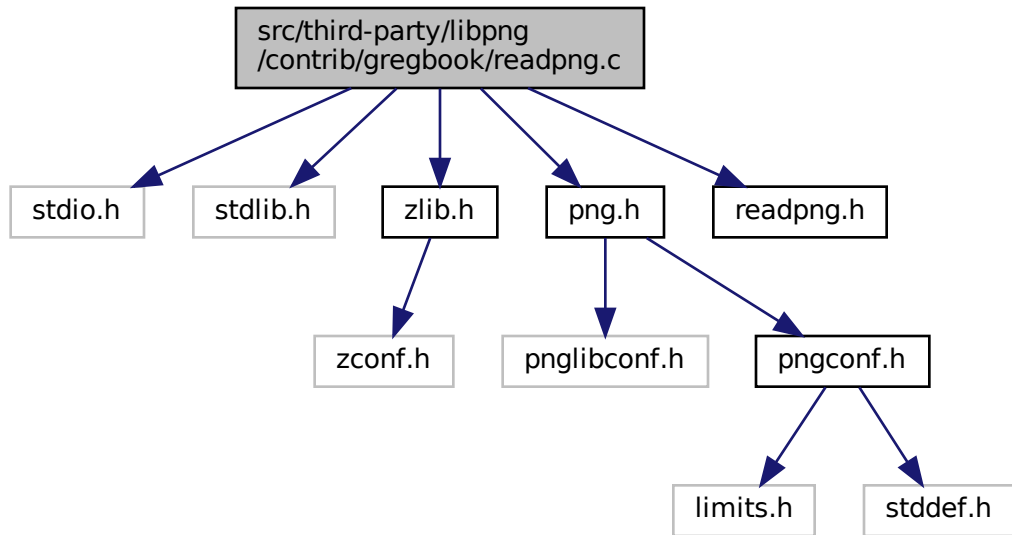 src/third-party/libpng
/contrib/gregbook/readpng.c
stdio.h
stdlib.h
zlib.h
png.h
readpng.h
zconf.h
pnglibconf.h
pngconf.h
limits.h
stddef.h